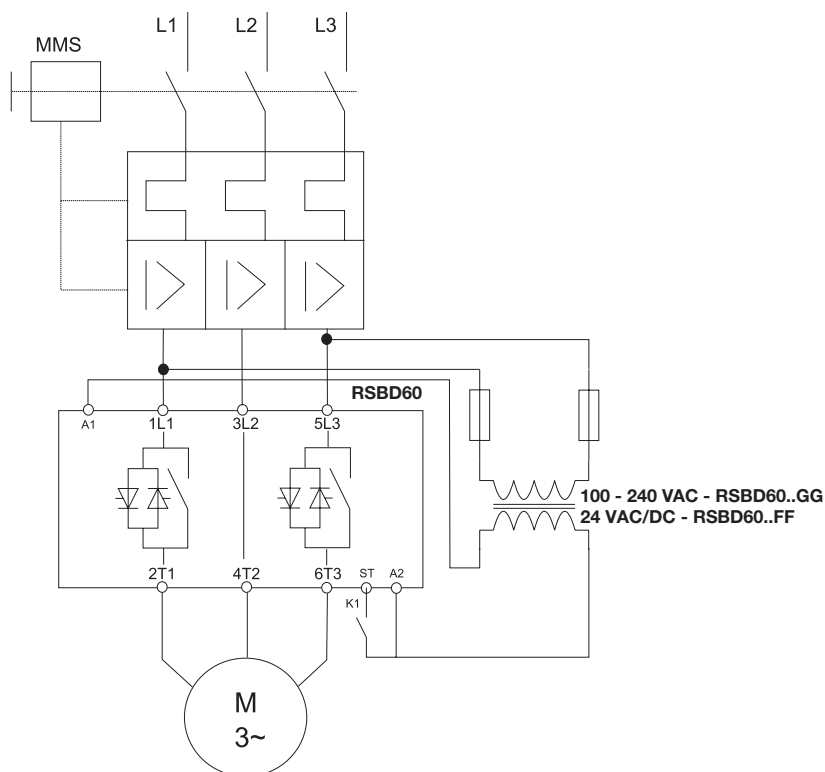 L1 L2 L3
MMS
RSBD60
A1 1L1 3L2 5L3
100 - 240 VAC - RSBD60..GG
24 VAC/DC - RSBD60..FF
2T1 4T2 6T3 ST A2
K1
M
3~